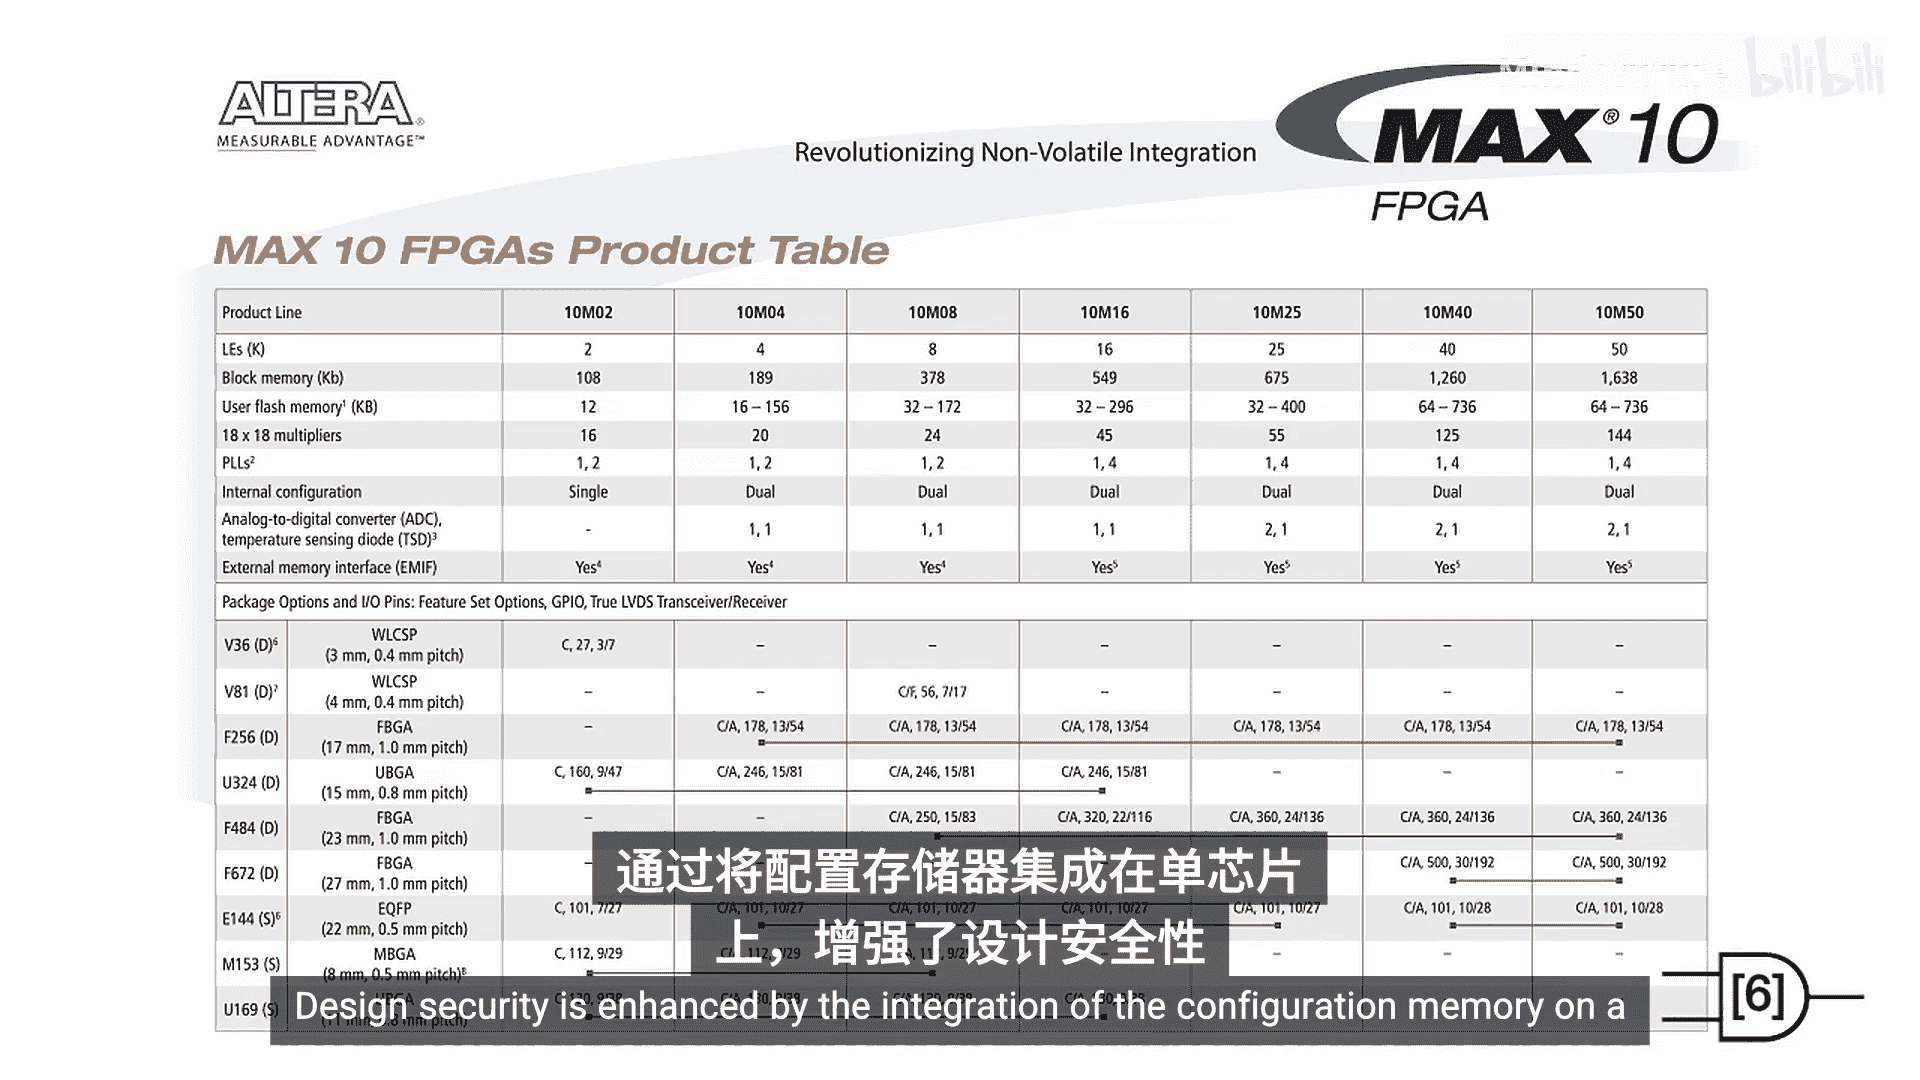 ALTERA®
MEASURABLE ADVANTAGE™
bilibili
Revolutionizing Non-Volatile Integration
MAX® 10
FPGA
MAX 10 FPGAs Product Table
Product Line 10M02 10M04 10M08 10M16 10M25 10M40 10M50
LEs (K) 2 4 8 16 25 40 50
Block memory (Kb) 108 189 378 549 675 1,260 1,638
User flash memory¹ (KB) 12 16 – 156 32 – 172 32 – 296 32 – 400 64 – 736 64 – 736
18 x 18 multipliers 16 20 24 45 55 125 144
PLLs² 1, 2 1, 2 1, 2 1, 4 1, 4 1, 4 1, 4
Internal configuration Single Dual Dual Dual Dual Dual Dual
Analog-to-digital converter (ADC),
temperature sensing diode (TSD)³ - 1, 1 1, 1 1, 1 2, 1 2, 1 2, 1
External memory interface (EMIF) Yes⁴ Yes⁴ Yes⁴ Yes⁵ Yes⁵ Yes⁵ Yes⁵
Package Options and I/O Pins: Feature Set Options, GPIO, True LVDS Transceiver/Receiver
V36 (D)⁶ WLCSP C, 27, 3/7 – – – – – –
(3 mm, 0.4 mm pitch)
V81 (D)⁷ WLCSP – – C/F, 56, 7/17 – – – –
(4 mm, 0.4 mm pitch)
F256 (D) FBGA – C/A, 178, 13/54 C/A, 178, 13/54 C/A, 178, 13/54 C/A, 178, 13/54 C/A, 178, 13/54 C/A, 178, 13/54
(17 mm, 1.0 mm pitch)
U324 (D) UBGA C, 160, 9/47 C/A, 246, 15/81 C/A, 246, 15/81 C/A, 246, 15/81 – – –
(15 mm, 0.8 mm pitch)
F484 (D) FBGA – – C/A, 250, 15/83 C/A, 320, 22/116 C/A, 360, 24/136 C/A, 360, 24/136 C/A, 360, 24/136
(23 mm, 1.0 mm pitch)
F672 (D) FBGA – C/A, 500, 30/192 C/A, 500, 30/192
(27 mm, 1.0 mm pitch)
E144 (S)⁶ EQFP C, 101, 7/27 C/A, 101, 10/27 C/A, 101, 10/27 C/A, 101, 10/27 C/A, 101, 10/27 C/A, 101, 10/28 C/A, 101, 10/28
(22 mm, 0.5 mm pitch)
M153 (S) MBGA C, 112, 9/29 – – –
(8 mm, 0.5 mm pitch)⁸
U169 (S) UBGA
通过将配置存储器集成在单芯片
上，增强了设计安全性
Design security is enhanced by the integration of the configuration memory on a
[6]